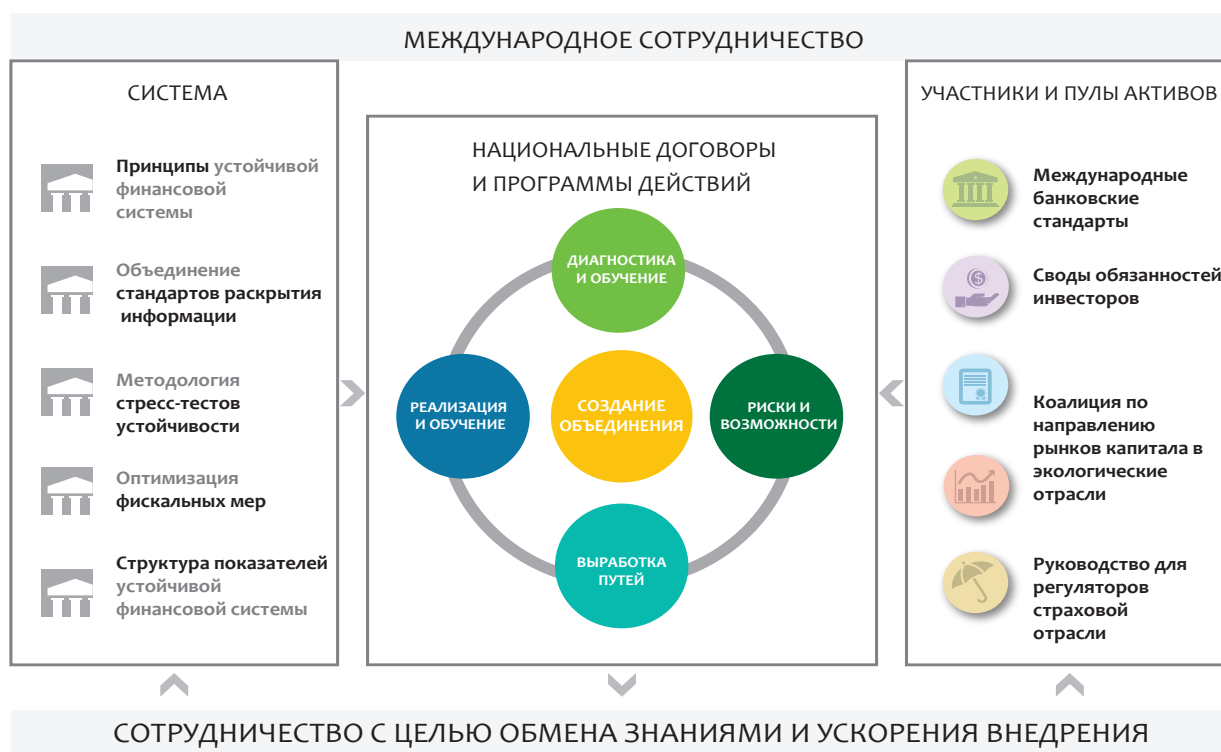 МЕЖДУНАРОДНОЕ СОТРУДНИЧЕСТВО
СИСТЕМА
Принципы устойчивой
финансовой
системы
Объединение
стандартов раскрытия
информации
Методология
стресс-тестов
устойчивости
Оптимизация
фискальных мер
Структура показателей
устойчивой
финансовой системы
НАЦИОНАЛЬНЫЕ ДОГОВОРЫ
И ПРОГРАММЫ ДЕЙСТВИЙ
ДИАГНОСТИКА
И ОБУЧЕНИЕ
РЕАЛИЗАЦИЯ
И ОБУЧЕНИЕ
СОЗДАНИЕ
ОБЪЕДИНЕНИЯ
РИСКИ И
ВОЗМОЖНОСТИ
ВЫРАБОТКА
ПУТЕЙ
УЧАСТНИКИ И ПУЛЫ АКТИВОВ
Международные
банковские
стандарты
$
Своды обязанностей
инвесторов
Коалиция по
направлению
рынков капитала в
экологические
отрасли
Руководство для
регуляторов
страховой
отрасли
СОТРУДНИЧЕСТВО С ЦЕЛЬЮ ОБМЕНА ЗНАНИЯМИ И УСКОРЕНИЯ ВНЕДРЕНИЯ